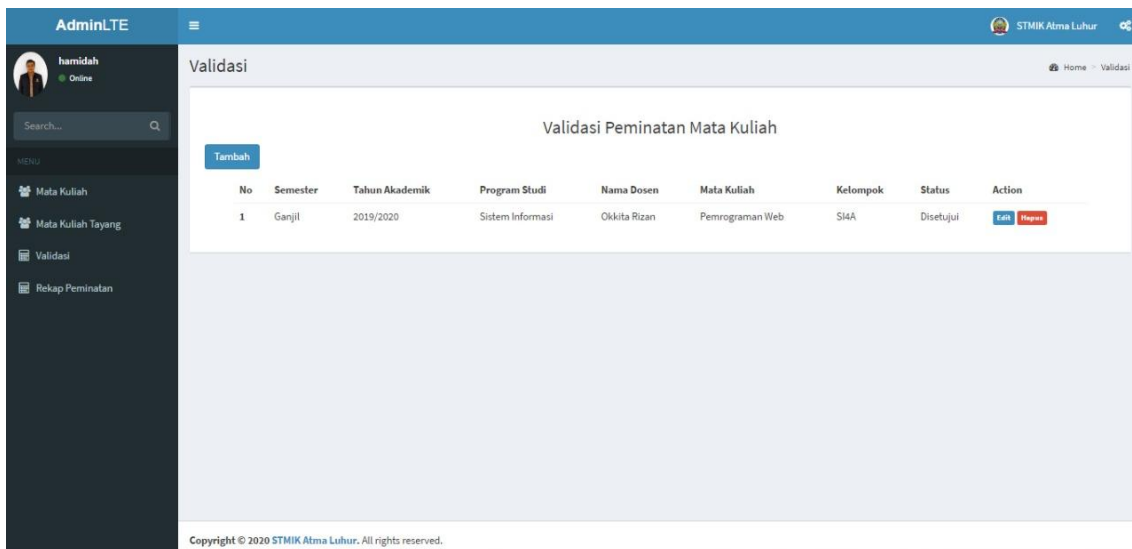 AdminLTE
STMIK Atma Luhur
hamidah
Online
Search...
MENU
Mata Kuliah
Mata Kuliah Tayang
Validasi
Rekap Peminatan
Validasi
Home > Validasi
Validasi Peminatan Mata Kuliah
Tambah
No Semester Tahun Akademik Program Studi Nama Dosen Mata Kuliah Kelompok Status Action
1 Ganjil 2019/2020 Sistem Informasi Okkita Rizan Pemrograman Web SI4A Disetujui Edit Hapus
Copyright © 2020 STMIK Atma Luhur. All rights reserved.